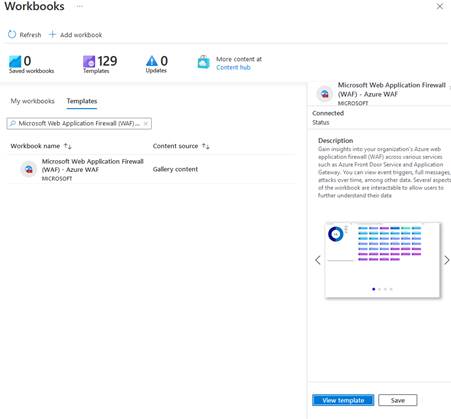 Workbooks
Refresh
Add workbook
0
Saved workbooks
129
Templates
0
Updates
More content at
Content hub
My workbooks
Templates
Microsoft Web Application Firewall (WAF)...
Workbook name
Content source
Microsoft Web Application Firewall
(WAF) - Azure WAF
MICROSOFT
Gallery content
Microsoft Web Application Firewall
(WAF) - Azure WAF
MICROSOFT
Connected
Status
Description
Gain insights into your organization's Azure web
application firewall (WAF) across various services
such as Azure Front Door Service and Application
Gateway. You can view event triggers, full messages,
attacks over time, among other data. Several aspects
of the workbook are interactive to allow users to
further understand their data
View template
Save